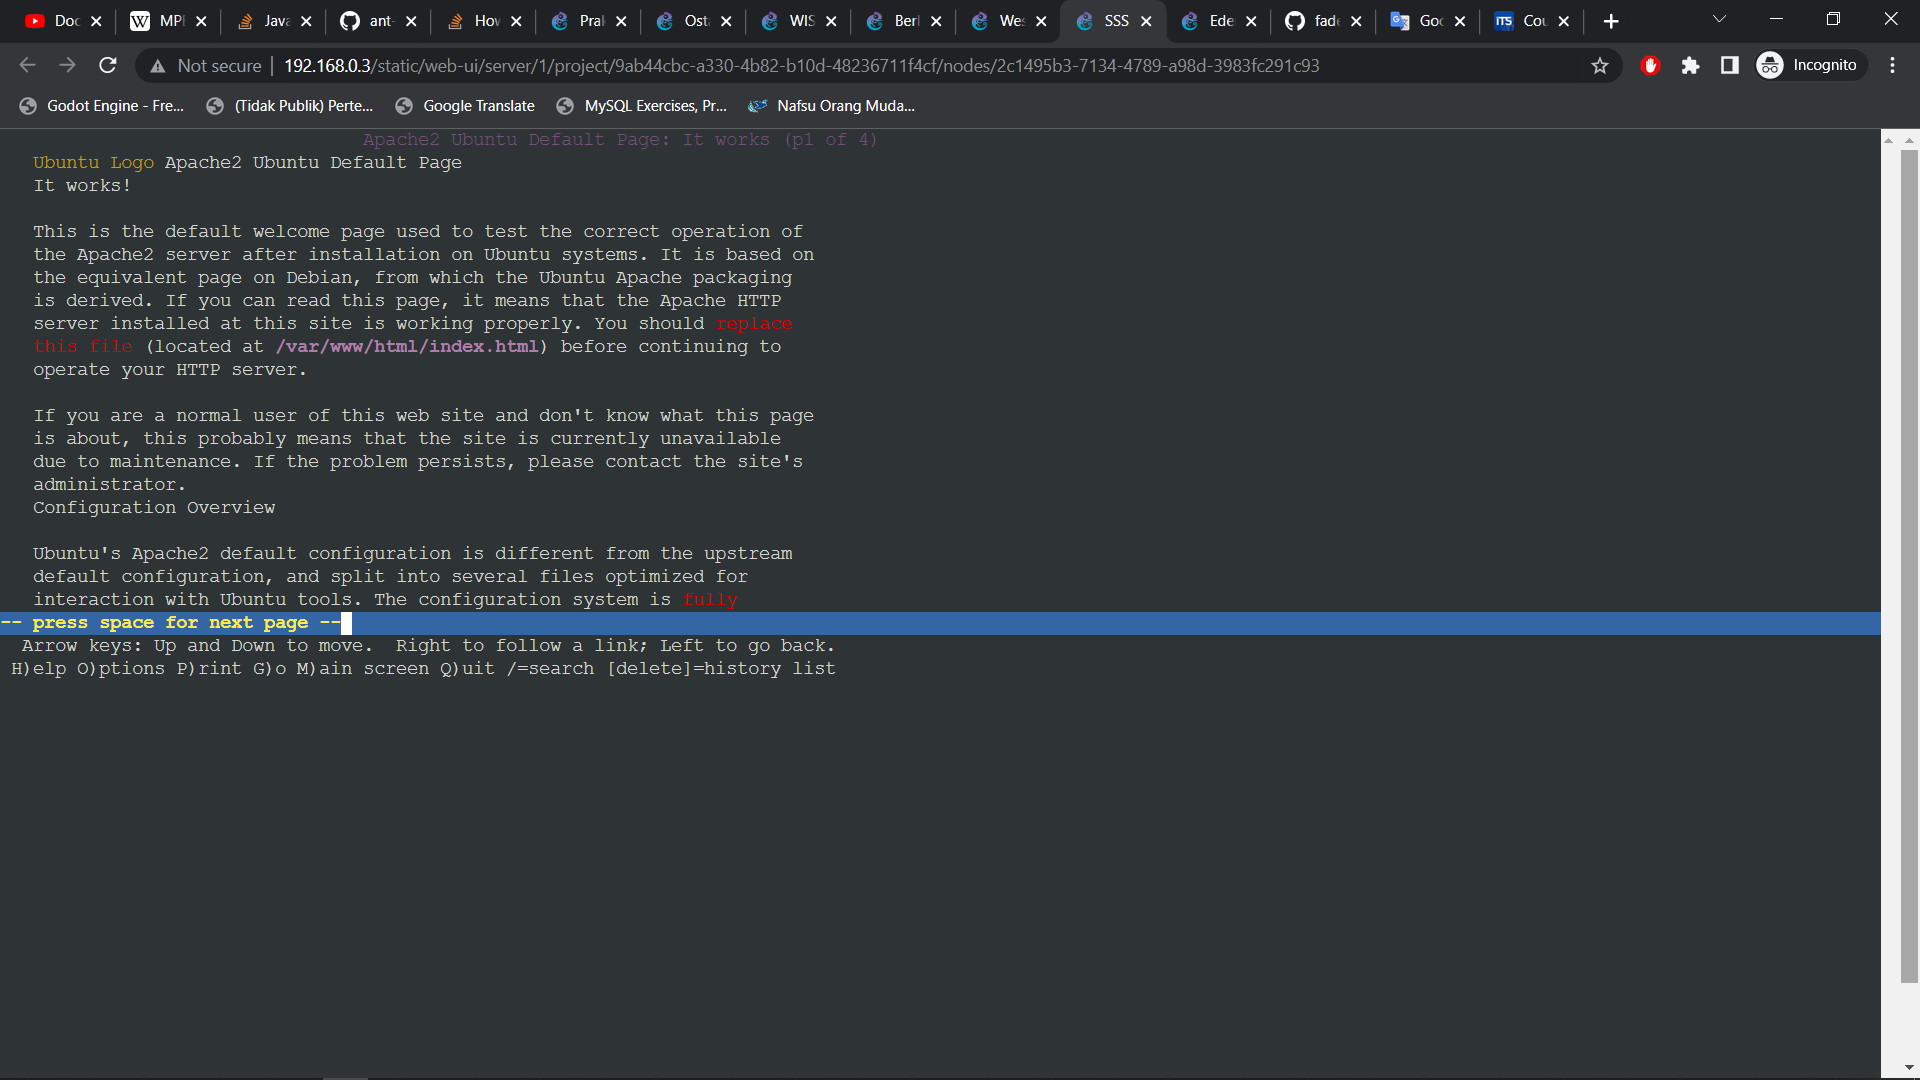 Doc MPI Java ant- How Prak Osta WIS Berl Wes SSS Ede fade Goo ITS Cou
Not secure 192.168.0.3/static/web-ui/server/1/project/9ab44cbc-a330-4b82-b10d-48236711f4cf/nodes/2c1495b3-7134-4789-a98d-3983fc291c93 Incognito
Godot Engine - Fre... (Tidak Publik) Perte... Google Translate MySQL Exercises, Pr... Nafsu Orang Muda...
Apache2 Ubuntu Default Page: It works (p1 of 4)
Ubuntu Logo Apache2 Ubuntu Default Page
It works!
This is the default welcome page used to test the correct operation of
the Apache2 server after installation on Ubuntu systems. It is based on
the equivalent page on Debian, from which the Ubuntu Apache packaging
is derived. If you can read this page, it means that the Apache HTTP
server installed at this site is working properly. You should replace
this file (located at /var/www/html/index.html) before continuing to
operate your HTTP server.
If you are a normal user of this web site and don't know what this page
is about, this probably means that the site is currently unavailable
due to maintenance. If the problem persists, please contact the site's
administrator.
Configuration Overview
Ubuntu's Apache2 default configuration is different from the upstream
default configuration, and split into several files optimized for
interaction with Ubuntu tools. The configuration system is fully
-- press space for next page --
Arrow keys: Up and Down to move. Right to follow a link; Left to go back.
H)elp O)ptions P)rint G)o M)ain screen Q)uit /=search [delete]=history list